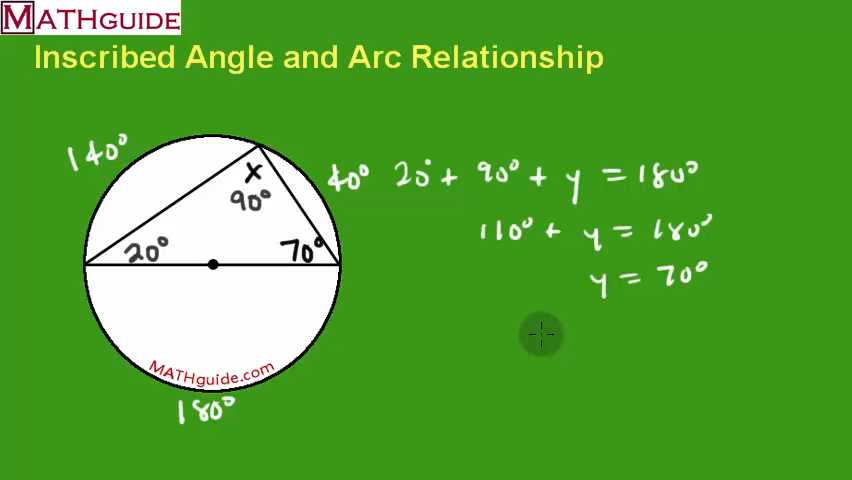 MATHGUIDE
Inscribed Angle and Arc Relationship
140°
x
90°
20°
70°
40°
MATHguide.com
180°
20° + 90° + y = 180°
110° + y = 180°
y = 70°